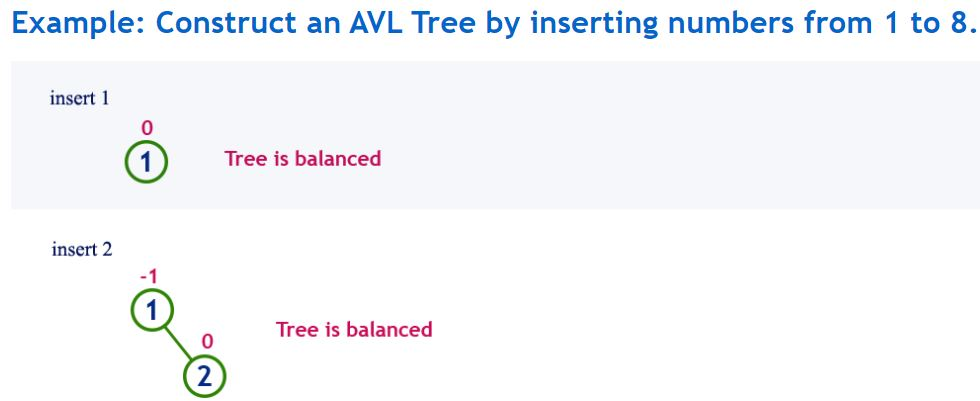 Example: Construct an AVL Tree by inserting numbers from 1 to 8.
insert 1
0
1 Tree is balanced
insert 2
-1
1
Tree is balanced
0
2